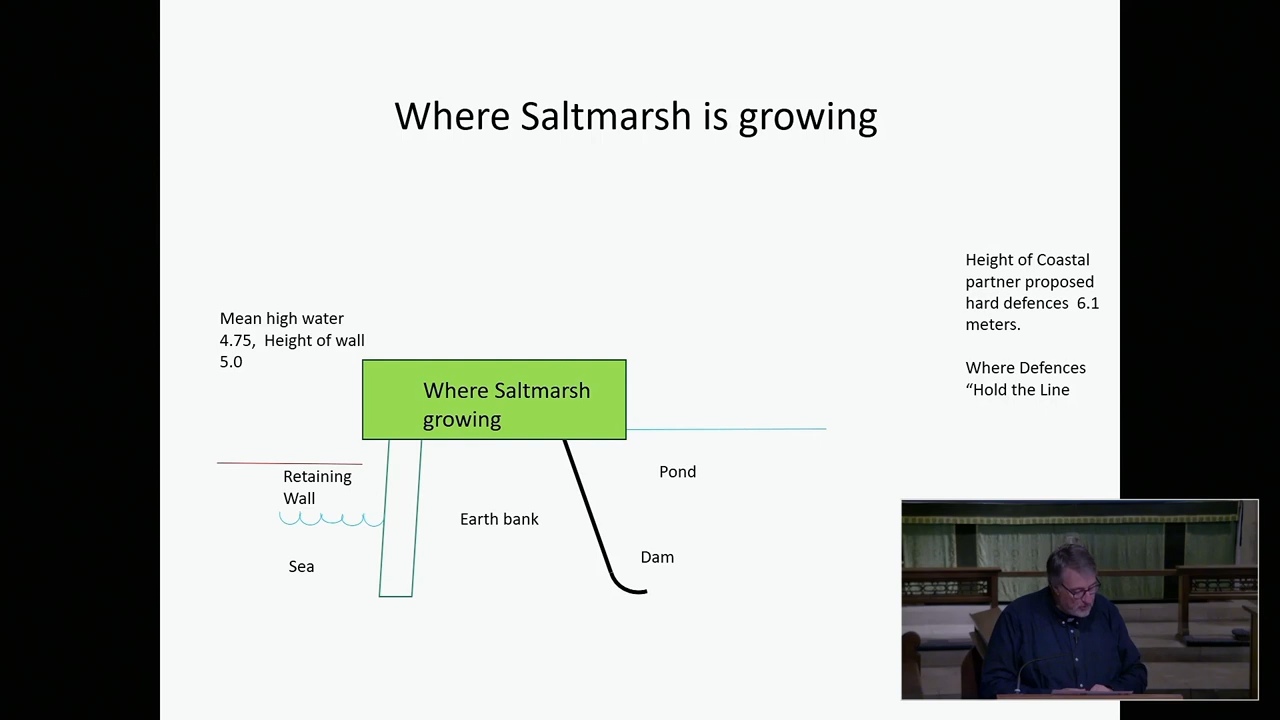 Where Saltmarsh is growing
Height of Coastal
partner proposed
hard defences 6.1
meters.
Where Defences
“Hold the Line
Mean high water
4.75, Height of wall
5.0
Where Saltmarsh
growing
Retaining
Wall
Pond
Earth bank
Dam
Sea